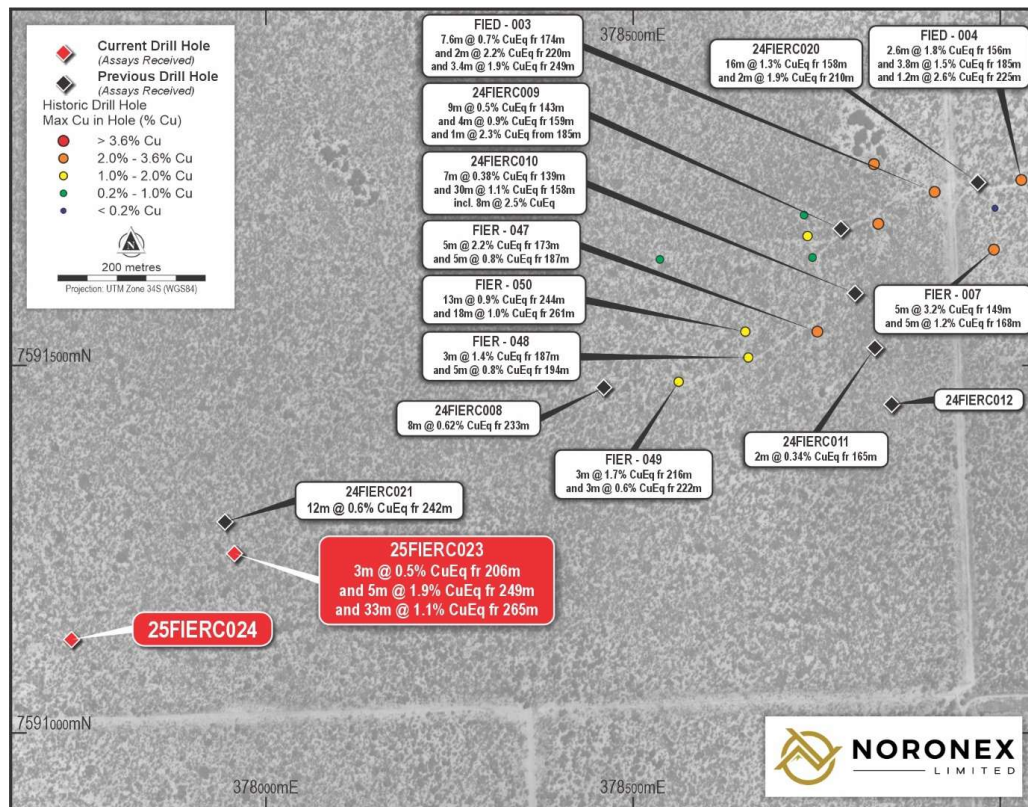 Current Drill Hole
(Assays Received)
Previous Drill Hole
(Assays Received)
Historic Drill Hole
Max Cu in Hole (% Cu)
> 3.6% Cu
2.0% - 3.6% Cu
1.0% - 2.0% Cu
0.2% - 1.0% Cu
< 0.2% Cu
N
200 metres
Projection: UTM Zone 34S (WGS84)
378500mE
FIED - 003
7.6m @ 0.7% CuEq fr 174m
and 2m @ 2.2% CuEq fr 220m
and 3.4m @ 1.9% CuEq fr 249m
24FIERC020
16m @ 1.3% CuEq fr 158m
and 2m @ 1.9% CuEq fr 210m
FIED - 004
2.6m @ 1.8% CuEq fr 156m
and 3.8m @ 1.5% CuEq fr 185m
and 1.2m @ 2.6% CuEq fr 225m
24FIERC009
9m @ 0.5% CuEq fr 143m
and 4m @ 0.9% CuEq fr 159m
and 1m @ 2.3% CuEq from 185m
24FIERC010
7m @ 0.38% CuEq fr 139m
and 30m @ 1.1% CuEq fr 158m
incl. 8m @ 2.5% CuEq
FIER - 047
5m @ 2.2% CuEq fr 173m
and 5m @ 0.8% CuEq fr 187m
FIER - 050
13m @ 0.9% CuEq fr 244m
and 18m @ 1.0% CuEq fr 261m
FIER - 007
5m @ 3.2% CuEq fr 149m
and 5m @ 1.2% CuEq fr 168m
7591500mN
FIER - 048
3m @ 1.4% CuEq fr 187m
and 5m @ 0.8% CuEq fr 194m
24FIERC008
8m @ 0.62% CuEq fr 233m
24FIERC012
24FIERC011
2m @ 0.34% CuEq fr 165m
FIER - 049
3m @ 1.7% CuEq fr 216m
and 3m @ 0.6% CuEq fr 222m
24FIERC021
12m @ 0.6% CuEq fr 242m
25FIERC023
3m @ 0.5% CuEq fr 206m
and 5m @ 1.9% CuEq fr 249m
and 33m @ 1.1% CuEq fr 265m
25FIERC024
7591000mN
378000mE
378500mE
NORONEX
LIMITED